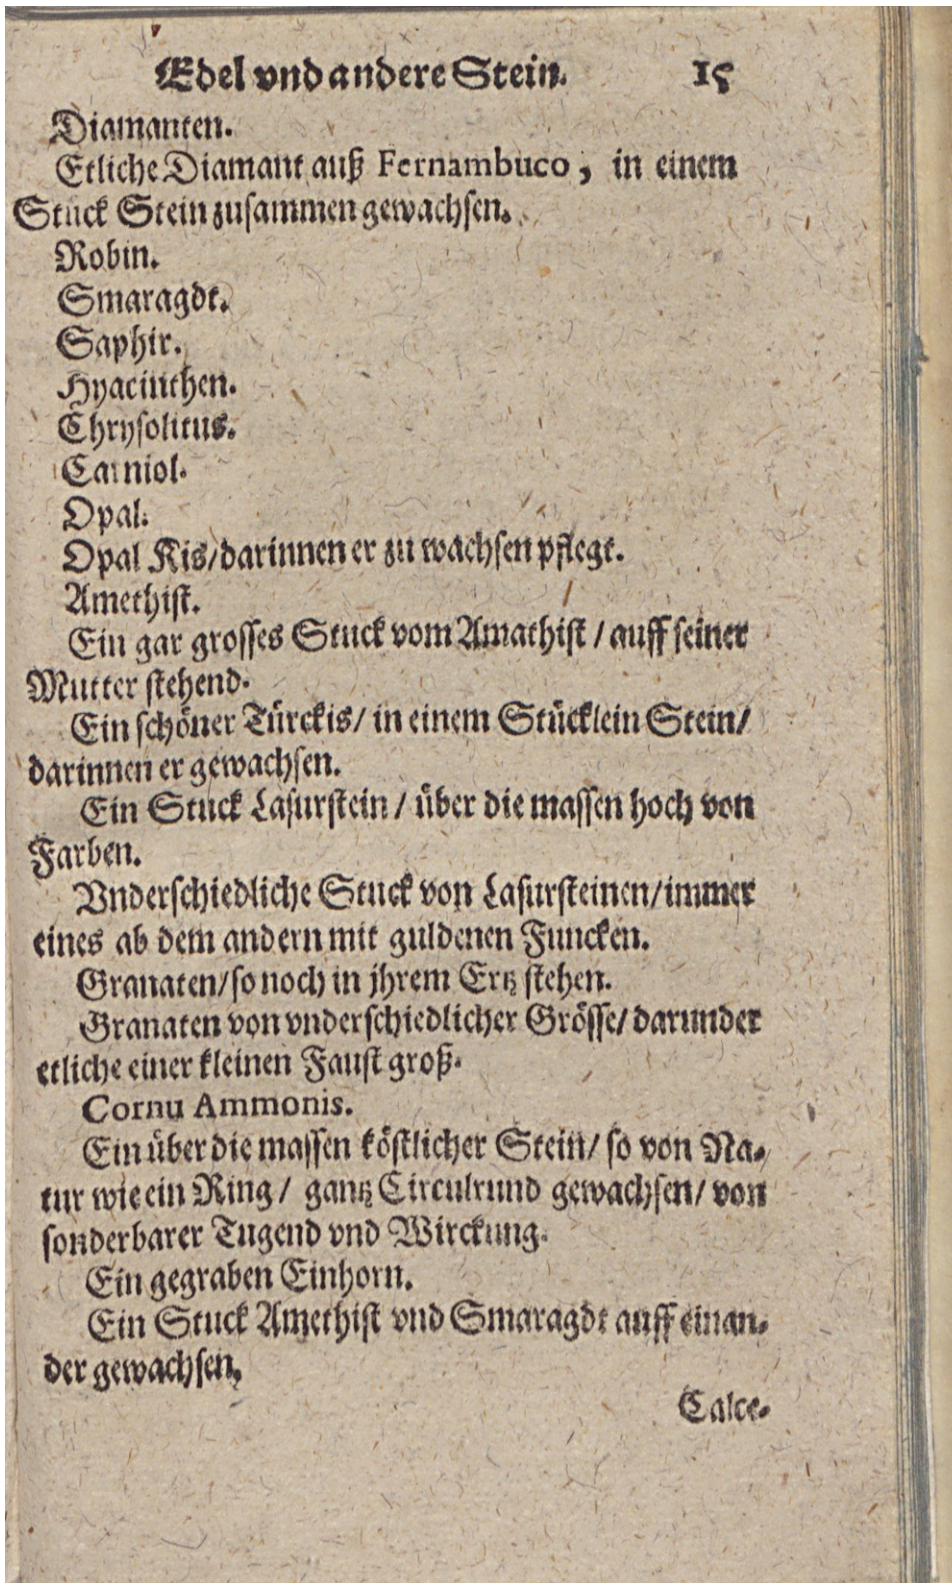 Edel vnd andere Stein. 15
Diamanten.
Etliche Diamant auß Fernambuco, in einem
Stuck Stein zusammen gewachsen.
Robin.
Smaragdt.
Saphir.
Hyacinthen.
Chrysolitus.
Carniol.
Opal.
Opal Kis/darinnen er zu wachsen pflegt.
Amethist.
Ein gar grosses Stuck vom Amathist / auff seiner
Mutter stehend.
Ein schöner Türckis/ in einem Stücklein Stein/
darinnen er gewachsen.
Ein Stuck Lasurstein / über die massen hoch von
Farben.
Vnderschiedliche Stuck von Lasursteinen/immer
eines ab dem andern mit guldenen Funcken.
Granaten/so noch in jhrem Ertz stehen.
Granaten von vnderschiedlicher Grösse/ darunder
etliche einer kleinen Faust groß.
Cornu Ammonis.
Ein über die massen köstlicher Stein/ so von Na-
tur wie ein Ring / gantz Circulrund gewachsen/ von
sonderbarer Tugend vnd Wirckung.
Ein gegraben Einhorn.
Ein Stuck Amethist vnd Smaragdt auff einan-
der gewachsen.
Calce-